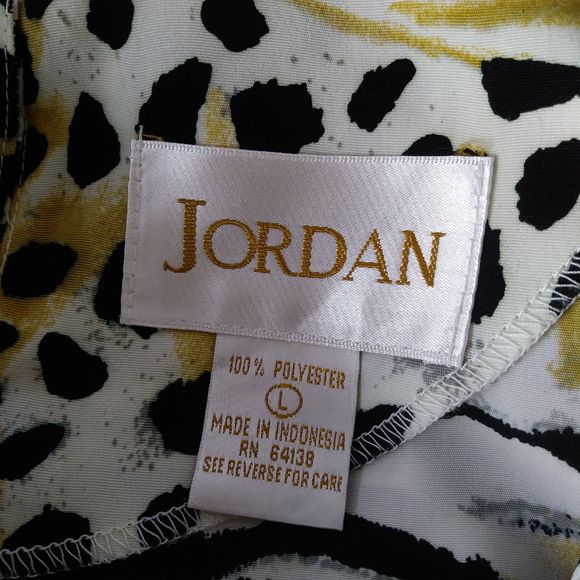 JORDAN
100% POLYESTER
L
MADE IN INDONESIA
RN 64138
SEE REVERSE FOR CARE